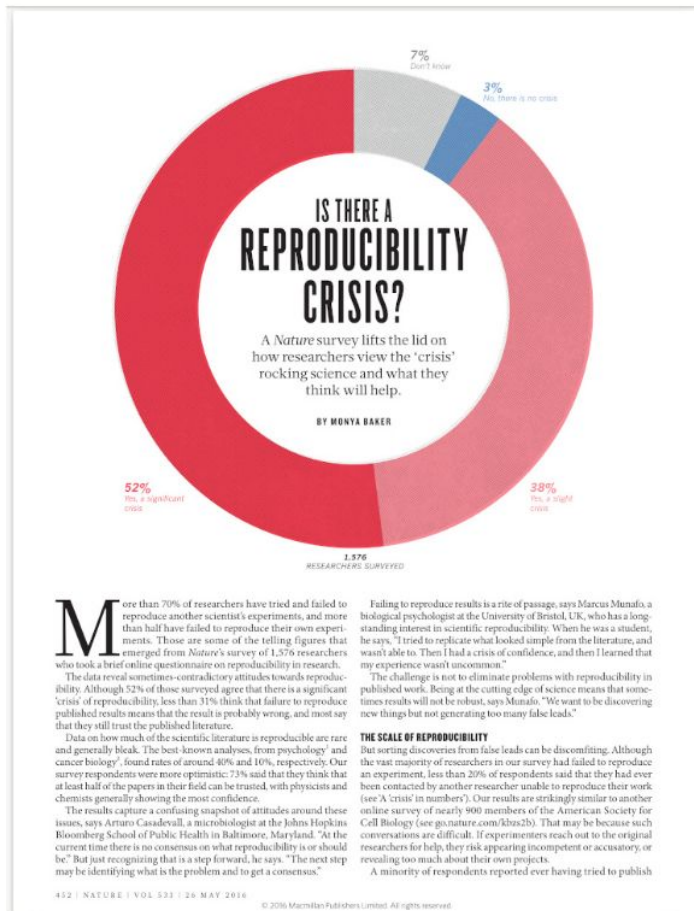 7%
Don't know
3%
No, there is no crisis
IS THERE A
REPRODUCIBILITY
CRISIS?
A Nature survey lifts the lid on
how researchers view the ‘crisis’
rocking science and what they
think will help.
BY MONYA BAKER
52%
Yes, a significant
crisis
38%
Yes, a slight
crisis
1,576
RESEARCHERS SURVEYED
More than 70% of researchers have tried and failed to
reproduce another scientist's experiments, and more
than half have failed to reproduce their own experi-
ments. Those are some of the telling figures that
emerged from Nature's survey of 1,576 researchers
who took a brief online questionnaire on reproducibility in research.
The data reveal sometimes-contradictory attitudes towards reproduc-
ibility. Although 52% of those surveyed agree that there is a significant
‘crisis’ of reproducibility, less than 31% think that failure to reproduce
published results means that the result is probably wrong, and most say
that they still trust the published literature.
Data on how much of the scientific literature is reproducible are rare
and generally bleak. The best-known analyses, from psychology¹ and
cancer biology², found rates of around 40% and 10%, respectively. Our
survey respondents were more optimistic: 73% said that they think that
at least half of the papers in their field can be trusted, with physicists and
chemists generally showing the most confidence.
The results capture a confusing snapshot of attitudes around these
issues, says Arturo Casadevall, a microbiologist at the Johns Hopkins
Bloomberg School of Public Health in Baltimore, Maryland. “At the
current time there is no consensus on what reproducibility is or should
be.” But just recognizing that is a step forward, he says. “The next step
may be identifying what is the problem and to get a consensus.”
Failing to reproduce results is a rite of passage, says Marcus Munafo, a
biological psychologist at the University of Bristol, UK, who has a long-
standing interest in scientific reproducibility. When he was a student,
he says, “I tried to replicate what looked simple from the literature, and
wasn't able to. Then I had a crisis of confidence, and then I learned that
my experience wasn't uncommon.”
The challenge is not to eliminate problems with reproducibility in
published work. Being at the cutting edge of science means that some-
times results will not be robust, says Munafo. “We want to be discovering
new things but not generating too many false leads.”
THE SCALE OF REPRODUCIBILITY
But sorting discoveries from false leads can be discomfiting. Although
the vast majority of researchers in our survey had failed to reproduce
an experiment, less than 20% of respondents said that they had ever
been contacted by another researcher unable to reproduce their work
(see ‘A ‘crisis’ in numbers’). Our results are strikingly similar to another
online survey of nearly 900 members of the American Society for
Cell Biology (see go.nature.com/kbzs2b). That may be because such
conversations are difficult. If experimenters reach out to the original
researchers for help, they risk appearing incompetent or accusatory, or
revealing too much about their own projects.
A minority of respondents reported ever having tried to publish
452 | NATURE | VOL 533 | 26 MAY 2016
© 2016 Macmillan Publishers Limited. All rights reserved